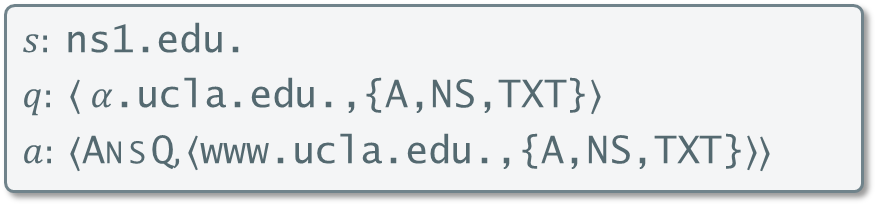 s: ns1.edu.
q: ⟨ α.ucla.edu.,{A,NS,TXT}⟩
a: ⟨ANSQ,⟨www.ucla.edu.,{A,NS,TXT}⟩⟩